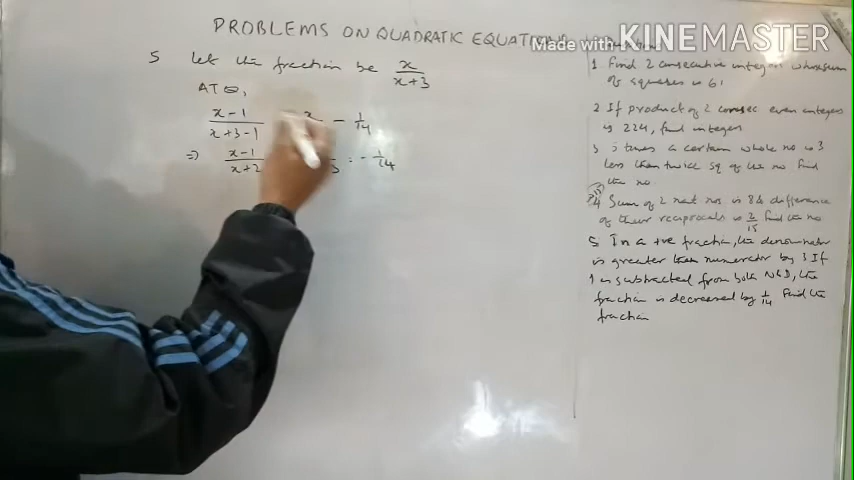 PROBLEMS ON QUADRATIC EQUATIONS
Made with KINEMASTER
5 let the fraction be x/(x+3)
ATQ,
(x-1)/(x+3-1) x - 1/14
=> (x-1)/(x+2) = - 1/14
1 Find 2 consecutive integers whose sum
of squares is 61
2 If product of 2 consec even integers
is 224, find integers
3 5 times a certain whole no is 3
less than twice sq of the no find
the no.
4 Sum of 2 nat nos is 8 & difference
of their reciprocals is 2/15 find the no
5 In a +ve fraction, the denominator
is greater than numerator by 3 If
1 is subtracted from both N&D, the
fraction is decreased by 1/14 Find the
fraction